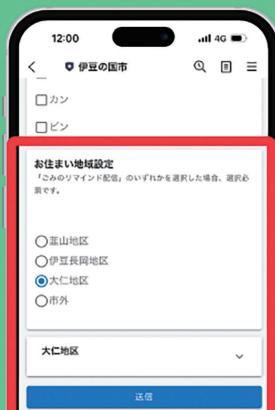 12:00
4G
伊豆の国市
カン
ビン
お住まい地域設定
「ごみのリマインド配信」のいずれかを選択した場合、選択必
須です。
韮山地区
伊豆長岡地区
大仁地区
市外
大仁地区
送信